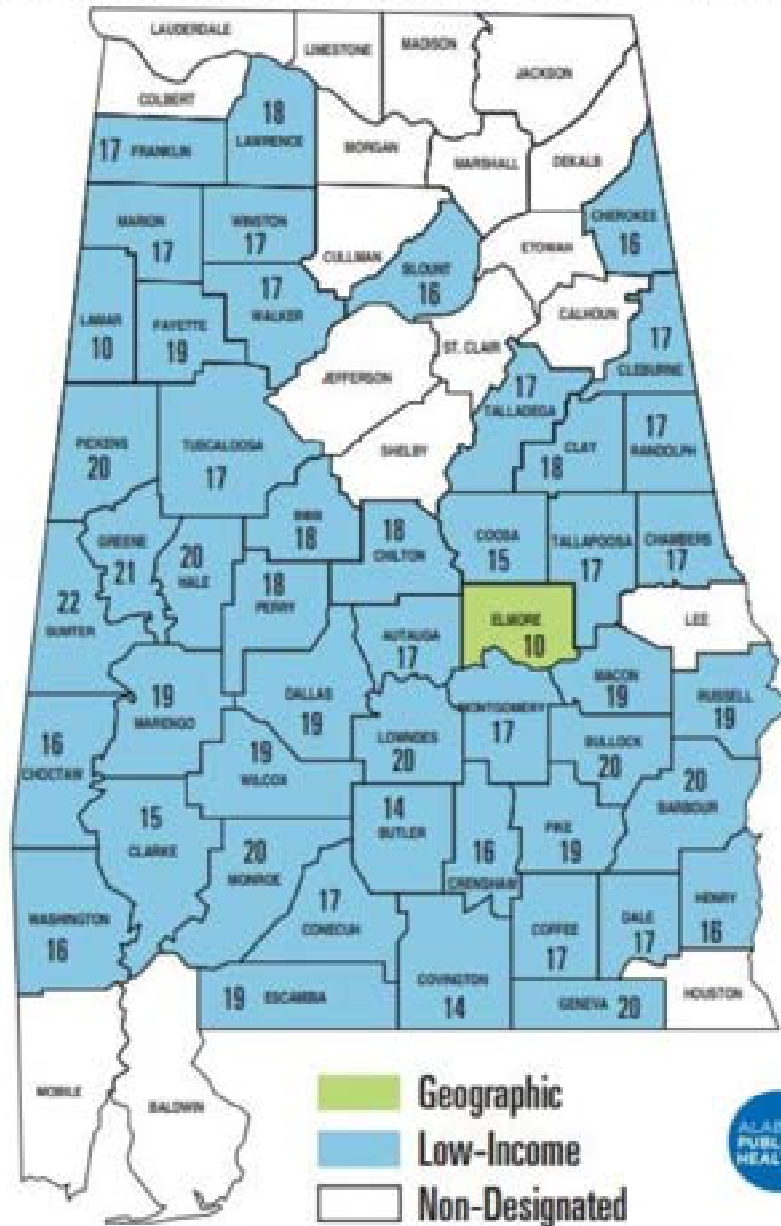 LAUDERDALE
LIMESTONE
MADISON
JACKSON
COLBERT
18
LAWRENCE
17 FRANKLIN
MORGAN
MARSHALL
DEKALB
MARION
17
WINSTON
17
CULLMAN
BLOUNT
16
ETOWAH
CHEROKEE
16
LAMAR
10
FAYETTE
19
17
WALKER
JEFFERSON
ST. CLAIR
CALHOUN
17
CLEBURNE
PICKENS
20
TUSCALOOSA
17
SHELBY
17
TALLADEGA
CLAY
18
17
RANDOLPH
GREENE
21
20
HALE
BIBB
18
18
CHILTON
COOSA
15
TALLAPOOSA
17
CHAMBERS
17
22
SUMTER
18
PERRY
AUTAUGA
17
ELMORE
10
LEE
19
MARENGO
DALLAS
19
LOWNDES
20
MONTGOMERY
17
MACON
19
RUSSELL
19
16
CHOCTAW
19
WILCOX
BULLOCK
20
20
BARBOUR
15
CLARKE
14
BUTLER
16
CRENSHAW
PIKE
19
20
MONROE
17
CONECUH
COFFEE
17
DALE
17
HENRY
16
WASHINGTON
16
19 ESCAMBIA
COVINGTON
14
GENEVA 20
HOUSTON
MOBILE
BALDWIN
Geographic
Low-Income
Non-Designated